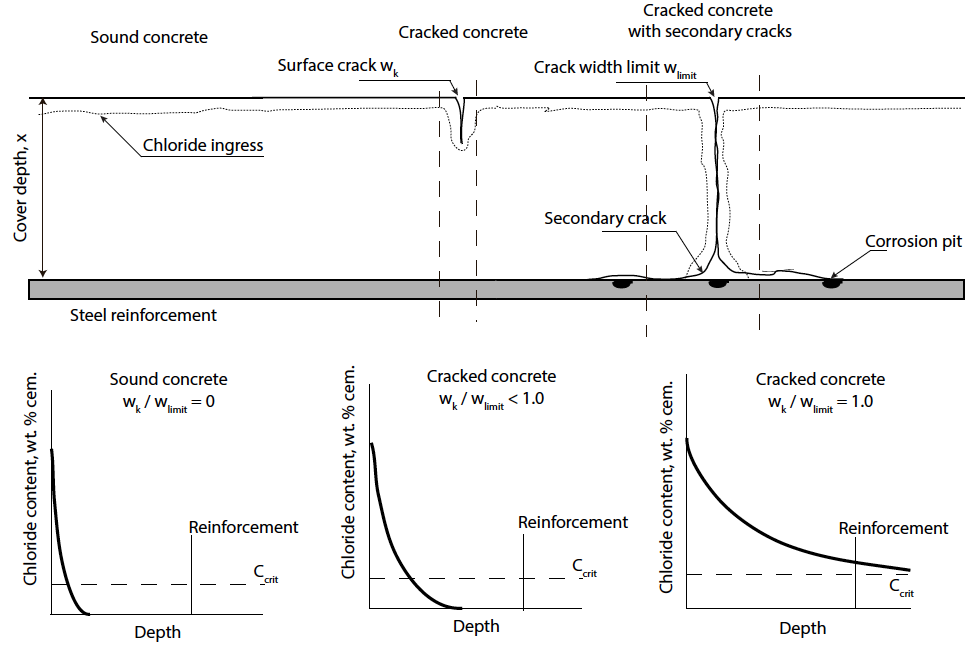 Sound concrete
Cracked concrete
Cracked concrete
with secondary cracks
Surface crack wk
Crack width limit wlimit
Chloride ingress
Cover depth, x
Secondary crack
Corrosion pit
Steel reinforcement
Sound concrete
wk / wlimit = 0
Chloride content, wt. % cem.
Reinforcement
Ccrit
Depth
Cracked concrete
wk / wlimit < 1.0
Chloride content, wt. % cem.
Reinforcement
Ccrit
Depth
Cracked concrete
wk / wlimit = 1.0
Chloride content, wt. % cem.
Reinforcement
Ccrit
Depth